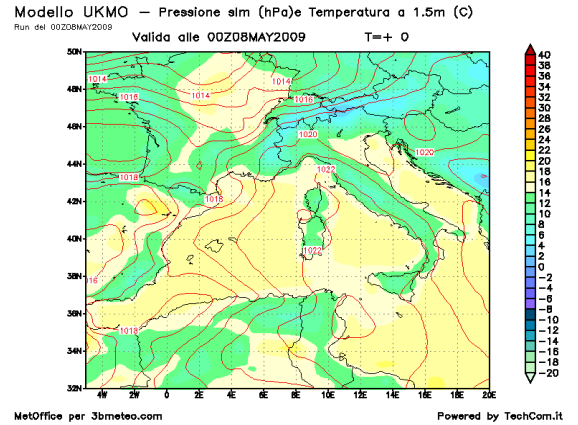 Modello UKMO — Pressione slm (hPa)e Temperatura a 1.5m (C)
Run del 00Z08MAY2009
Valida alle 00Z08MAY2009 T=+ 0
50N
48N
46N
44N
42N
40N
38N
36N
34N
32N
4W 2W 0 2E 4E 6E 8E 10E 12E 14E 16E 18E 20E
1014
1014
1014
1016
1016
1020
1020
1018
1022
1018
1022
016
1018
40
38
36
34
32
30
28
26
24
22
20
18
16
14
12
10
8
6
4
2
0
−2
−4
−6
−8
−10
−12
−14
−16
−18
−20
MetOffice per 3bmeteo.com
Powered by TechCom.it